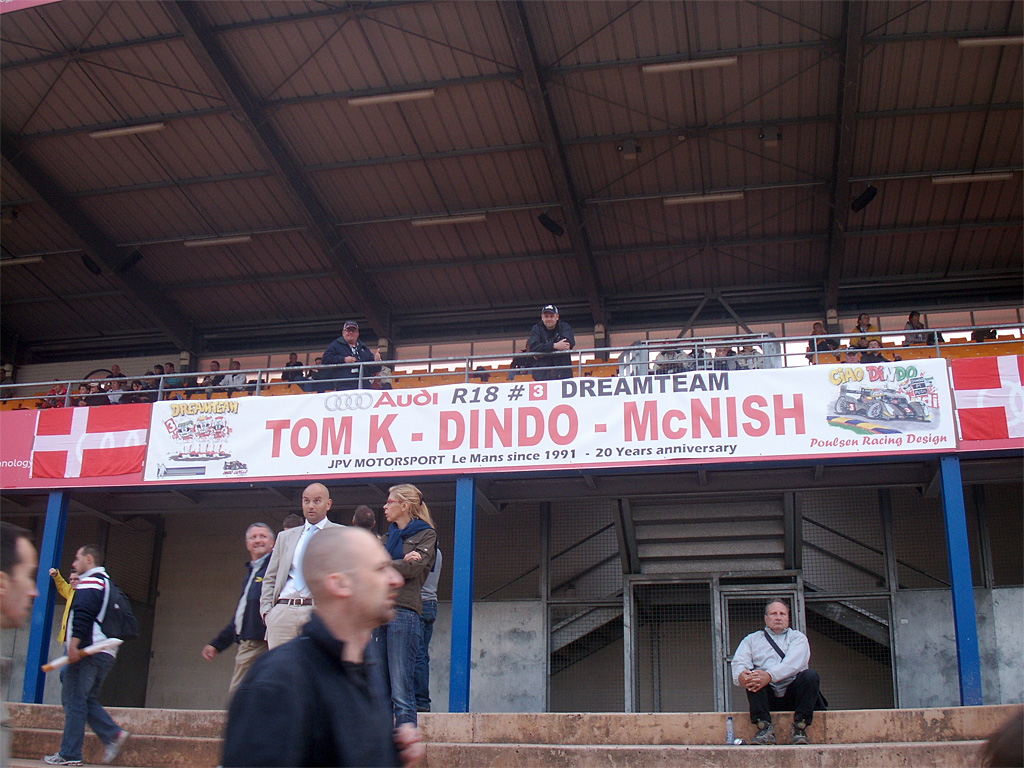 DREAMTEAM
Audi R18 # 3 DREAMTEAM
TOM K - DINDO - McNISH
JPV MOTORSPORT Le Mans since 1991 - 20 Years anniversary
CIAO DINDO
Poulsen Racing Design
3
nology